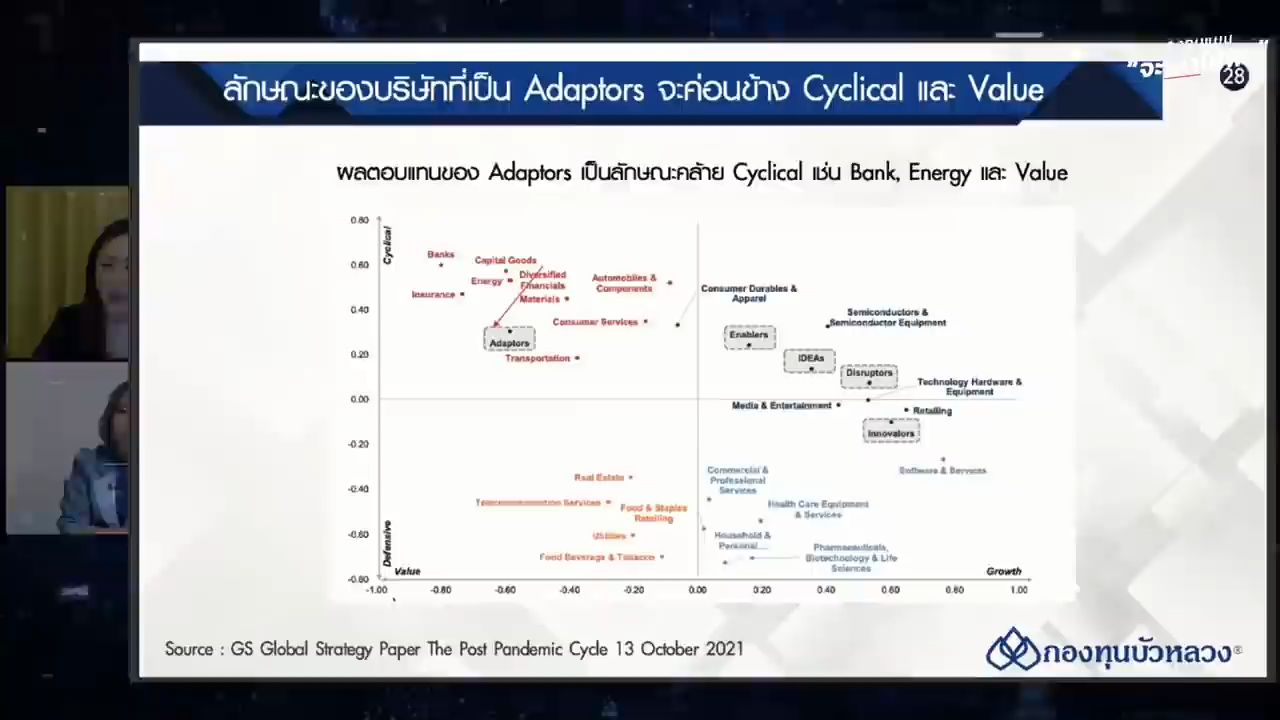 28
ลักษณะของบริษัทที่เป็น Adaptors จะค่อนข้าง Cyclical และ Value
ผลตอบแทนของ Adaptors เป็นลักษณะคล้าย Cyclical เช่น Bank, Energy และ Value
0.80
0.60
0.40
0.20
0.00
-0.20
-0.40
-0.60
-0.80
Cyclical
Defensive
Banks
Capital Goods
Energy
Diversified
Financials
Insurance
Materials
Automobiles &
Components
Consumer Services
Adaptors
Transportation
Consumer Durables &
Apparel
Semiconductors &
Semiconductor Equipment
Enablers
IDEAs
Disruptors
Technology Hardware &
Equipment
Media & Entertainment
Retailing
Innovators
Software & Services
Real Estate
Telecommunication Services
Food & Staples
Retailing
Utilities
Food Beverage & Tobacco
Commercial &
Professional
Services
Health Care Equipment
& Services
Household &
Personal....
Pharmaceuticals,
Biotechnology & Life
Sciences
Value
Growth
-1.00
-0.80
-0.60
-0.40
-0.20
0.00
0.20
0.40
0.60
0.80
1.00
Source : GS Global Strategy Paper The Post Pandemic Cycle 13 October 2021
กองทุนบัวหลวง®